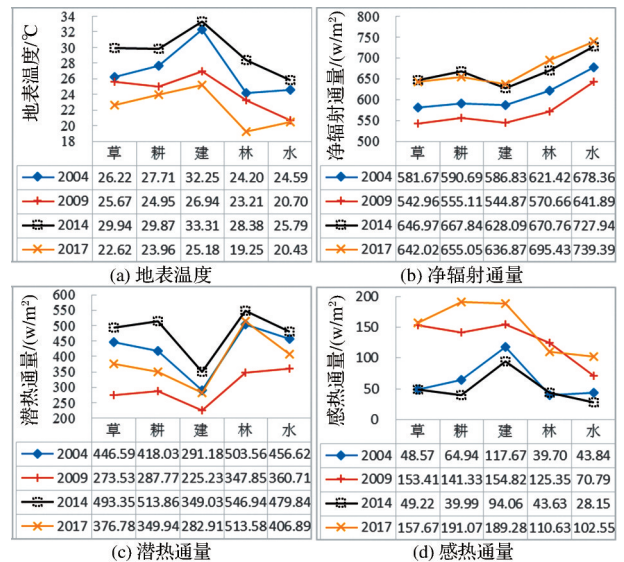 地表温度/℃
34
32
30
28
26
24
22
20
18
草 耕 建 林 水
2004 26.22 27.71 32.25 24.20 24.59
2009 25.67 24.95 26.94 23.21 20.70
2014 29.94 29.87 33.31 28.38 25.79
2017 22.62 23.96 25.18 19.25 20.43
(a) 地表温度
净辐射通量/(w/m²)
800
750
700
650
600
550
500
草 耕 建 林 水
2004 581.67 590.69 586.83 621.42 678.36
2009 542.96 555.11 544.87 570.66 641.89
2014 646.97 667.84 628.09 670.76 727.94
2017 642.02 655.05 636.87 695.43 739.39
(b) 净辐射通量
潜热通量/(w/m²)
600
550
500
450
400
350
300
250
200
草 耕 建 林 水
2004 446.59 418.03 291.18 503.56 456.62
2009 273.53 287.77 225.23 347.85 360.71
2014 493.35 513.86 349.03 546.94 479.84
2017 376.78 349.94 282.91 513.58 406.89
(c) 潜热通量
感热通量/(w/m²)
200
150
100
50
0
草 耕 建 林 水
2004 48.57 64.94 117.67 39.70 43.84
2009 153.41 141.33 154.82 125.35 70.79
2014 49.22 39.99 94.06 43.63 28.15
2017 157.67 191.07 189.28 110.63 102.55
(d) 感热通量